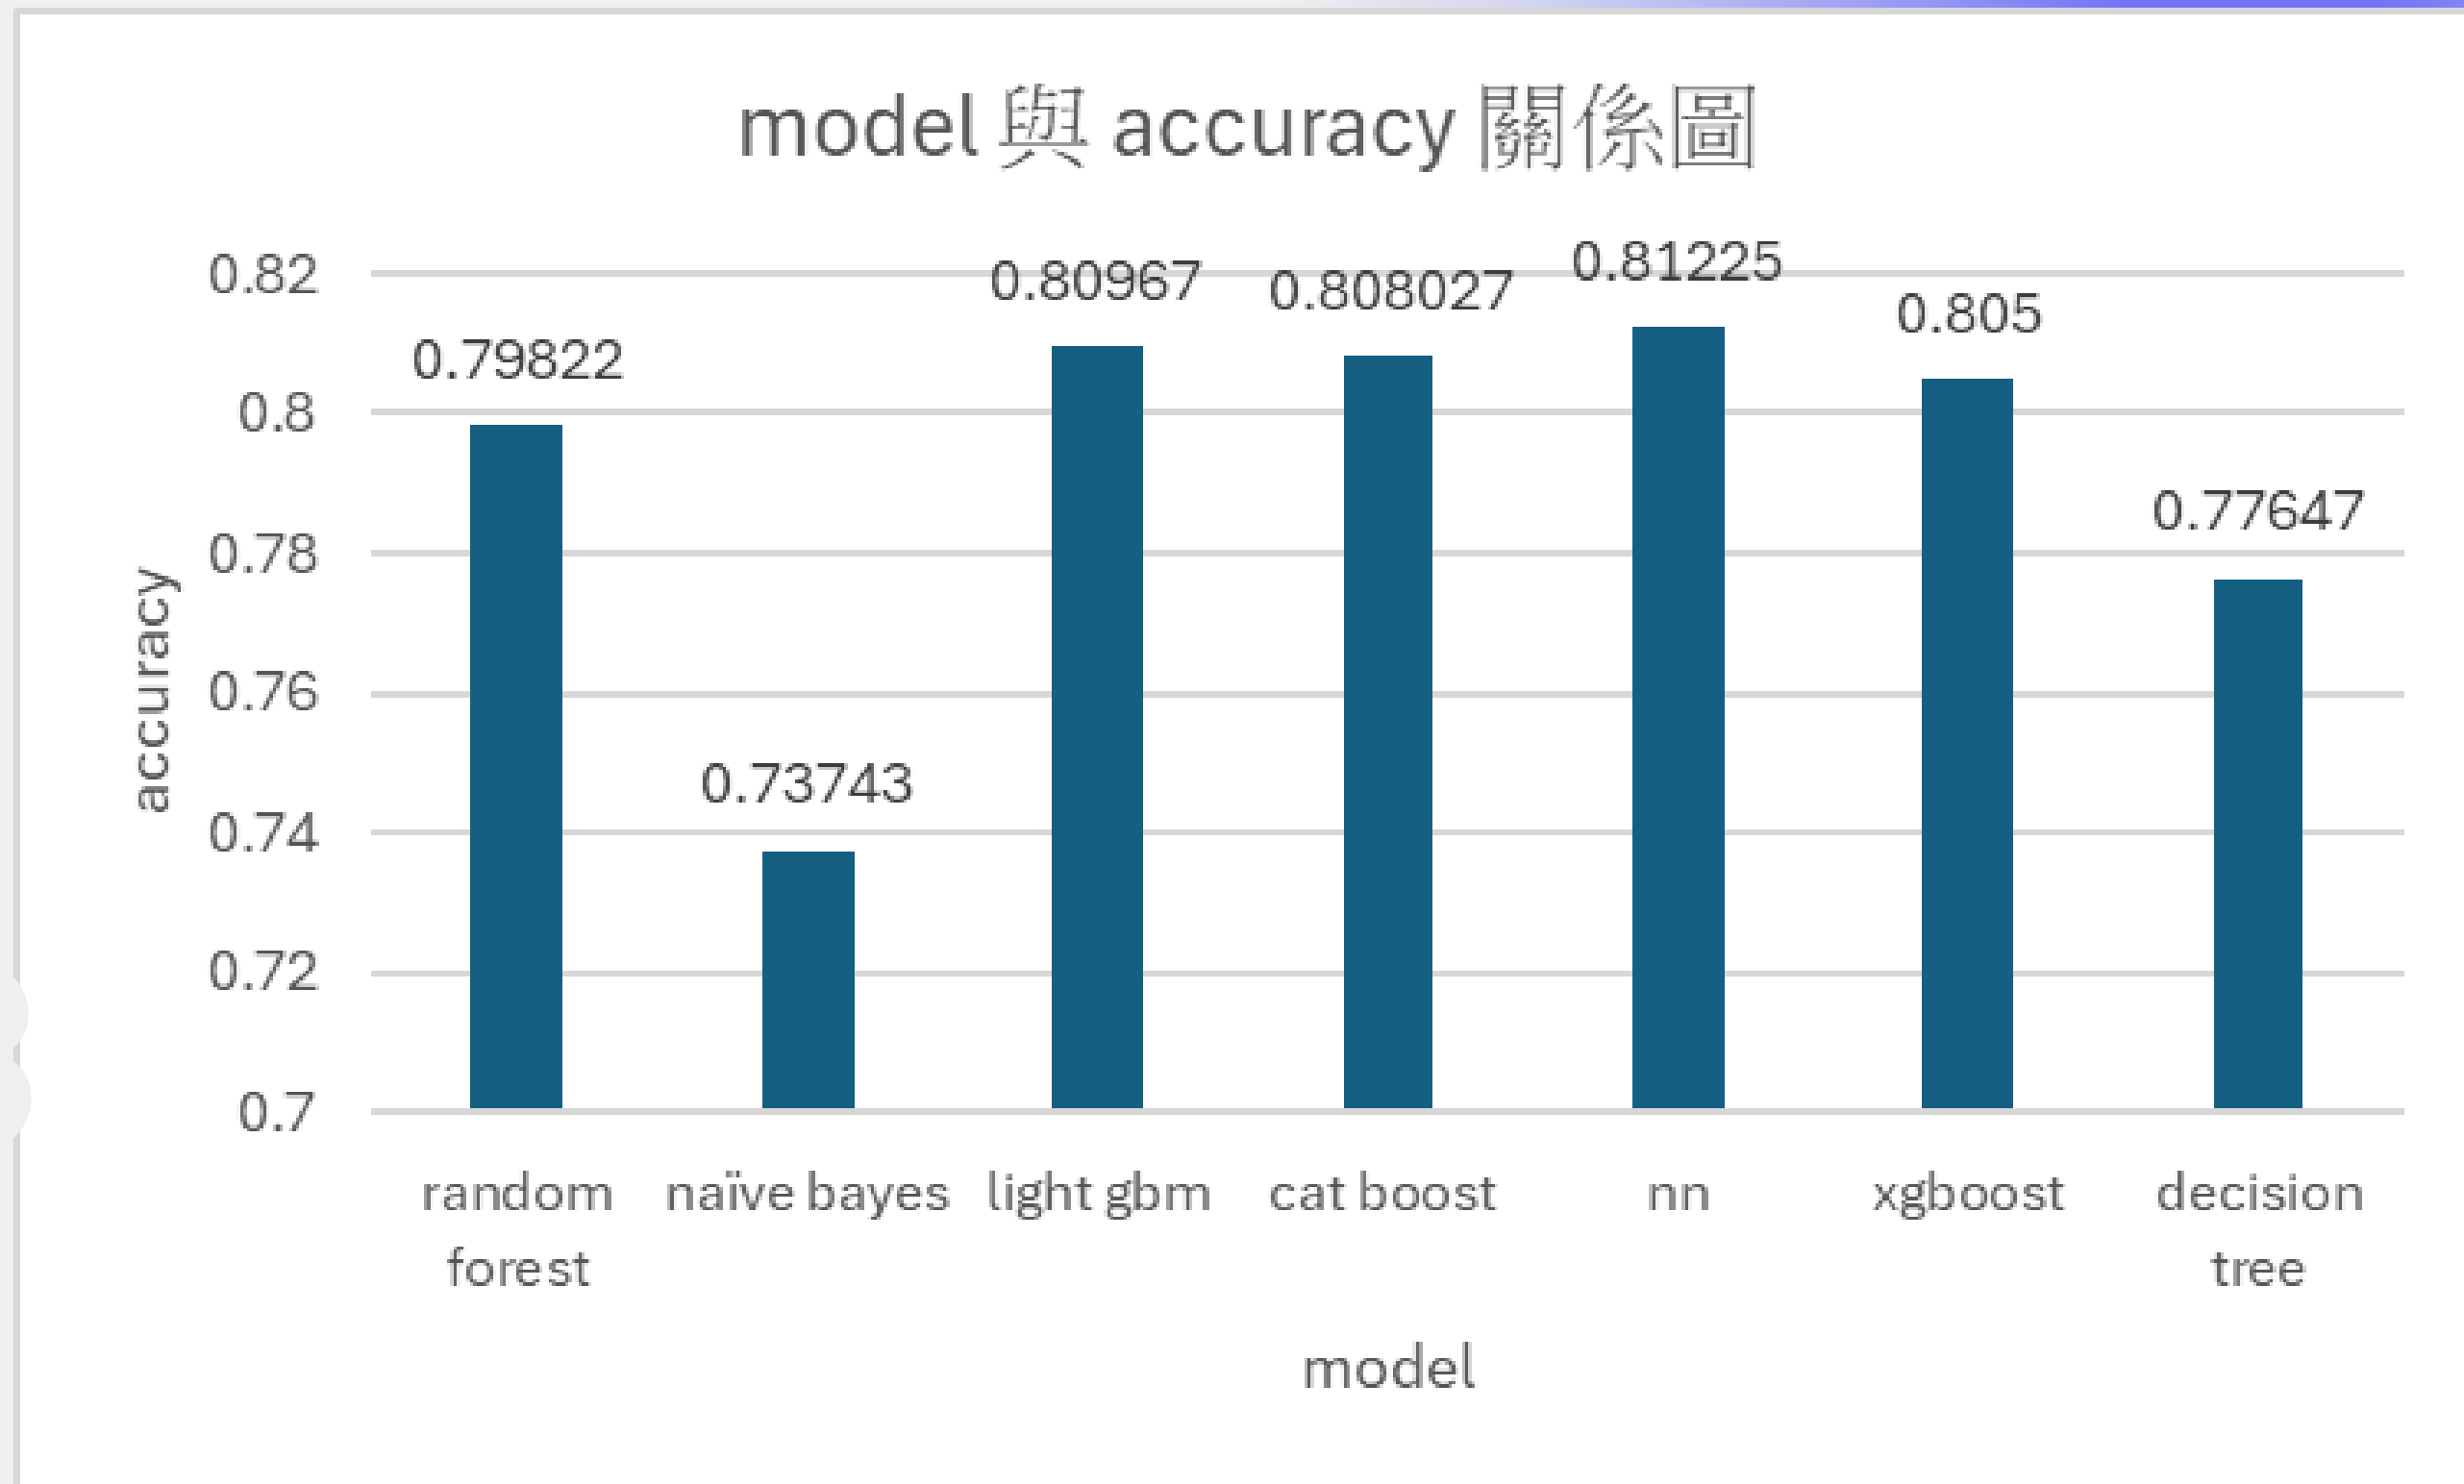 model 與 accuracy 關係圖
0.82
0.8
0.78
0.76
0.74
0.72
0.7
accuracy
0.79822
0.73743
0.80967
0.808027
0.81225
0.805
0.77647
random forest
naïve bayes
light gbm
cat boost
nn
xgboost
decision tree
model